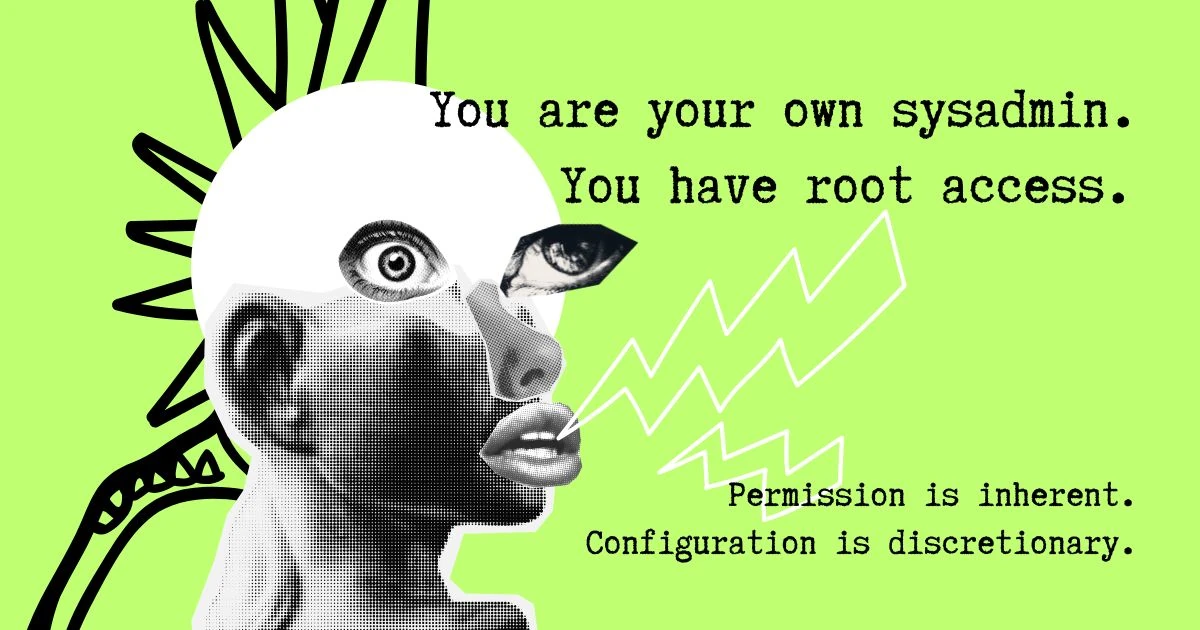 You are your own sysadmin.
You have root access.
Permission is inherent.
Configuration is discretionary.